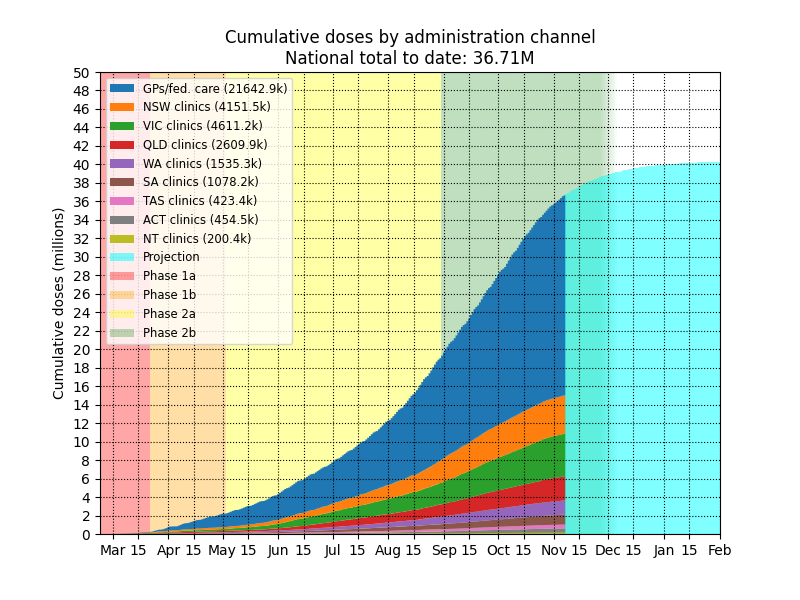 Cumulative doses by administration channel
National total to date: 36.71M
Cumulative doses (millions)
50
48
46
44
42
40
38
36
34
32
30
28
26
24
22
20
18
16
14
12
10
8
6
4
2
0
GPs/fed. care (21642.9k)
NSW clinics (4151.5k)
VIC clinics (4611.2k)
QLD clinics (2609.9k)
WA clinics (1535.3k)
SA clinics (1078.2k)
TAS clinics (423.4k)
ACT clinics (454.5k)
NT clinics (200.4k)
Projection
Phase 1a
Phase 1b
Phase 2a
Phase 2b
Mar 15 Apr 15 May 15 Jun 15 Jul 15 Aug 15 Sep 15 Oct 15 Nov 15 Dec 15 Jan 15 Feb